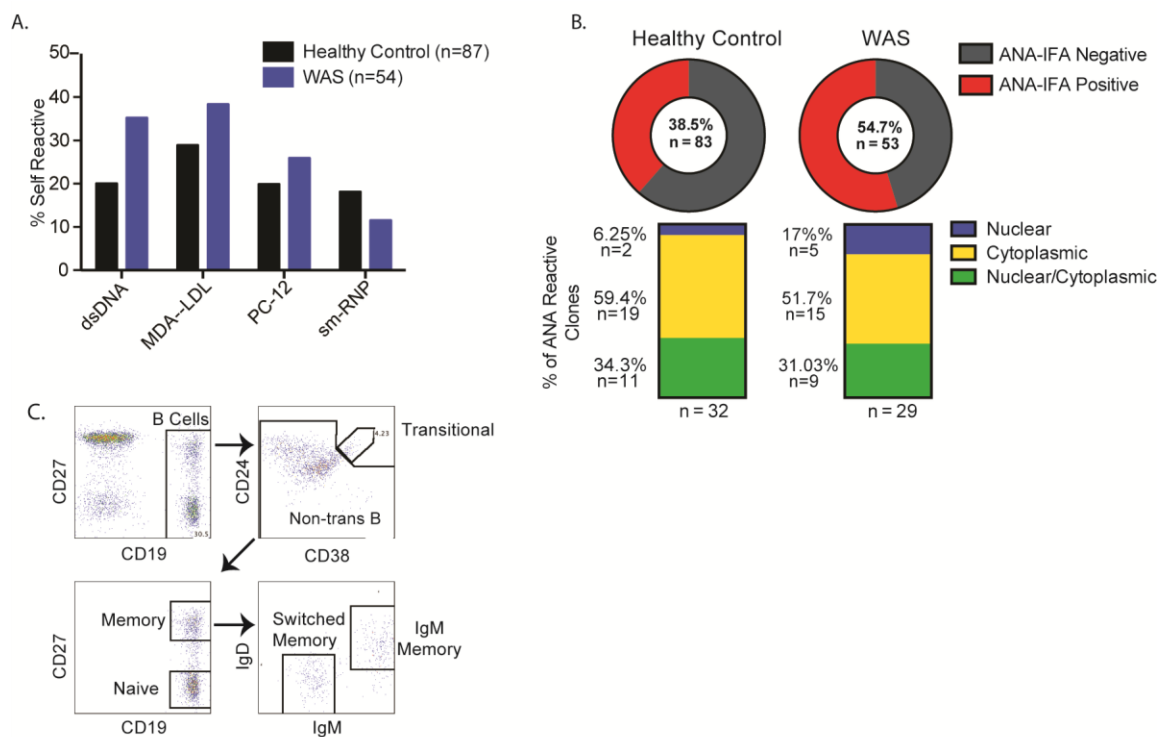 A.
50
40
30
20
10
0
% Self Reactive
Healthy Control (n=87)
WAS (n=54)
dsDNA
MDA--LDL
PC-12
sm-RNP
B.
Healthy Control
WAS
ANA-IFA Negative
ANA-IFA Positive
38.5%
n = 83
54.7%
n = 53
% of ANA Reactive
Clones
6.25%
n=2
59.4%
n=19
34.3%
n=11
n = 32
17%%
n=5
51.7%
n=15
31.03%
n=9
n = 29
Nuclear
Cytoplasmic
Nuclear/Cytoplasmic
C.
B Cells
CD27
30.5
CD19
CD24
4.23
Transitional
Non-trans B
CD38
Memory
Naive
CD27
CD19
Switched
Memory
IgM
Memory
IgD
IgM